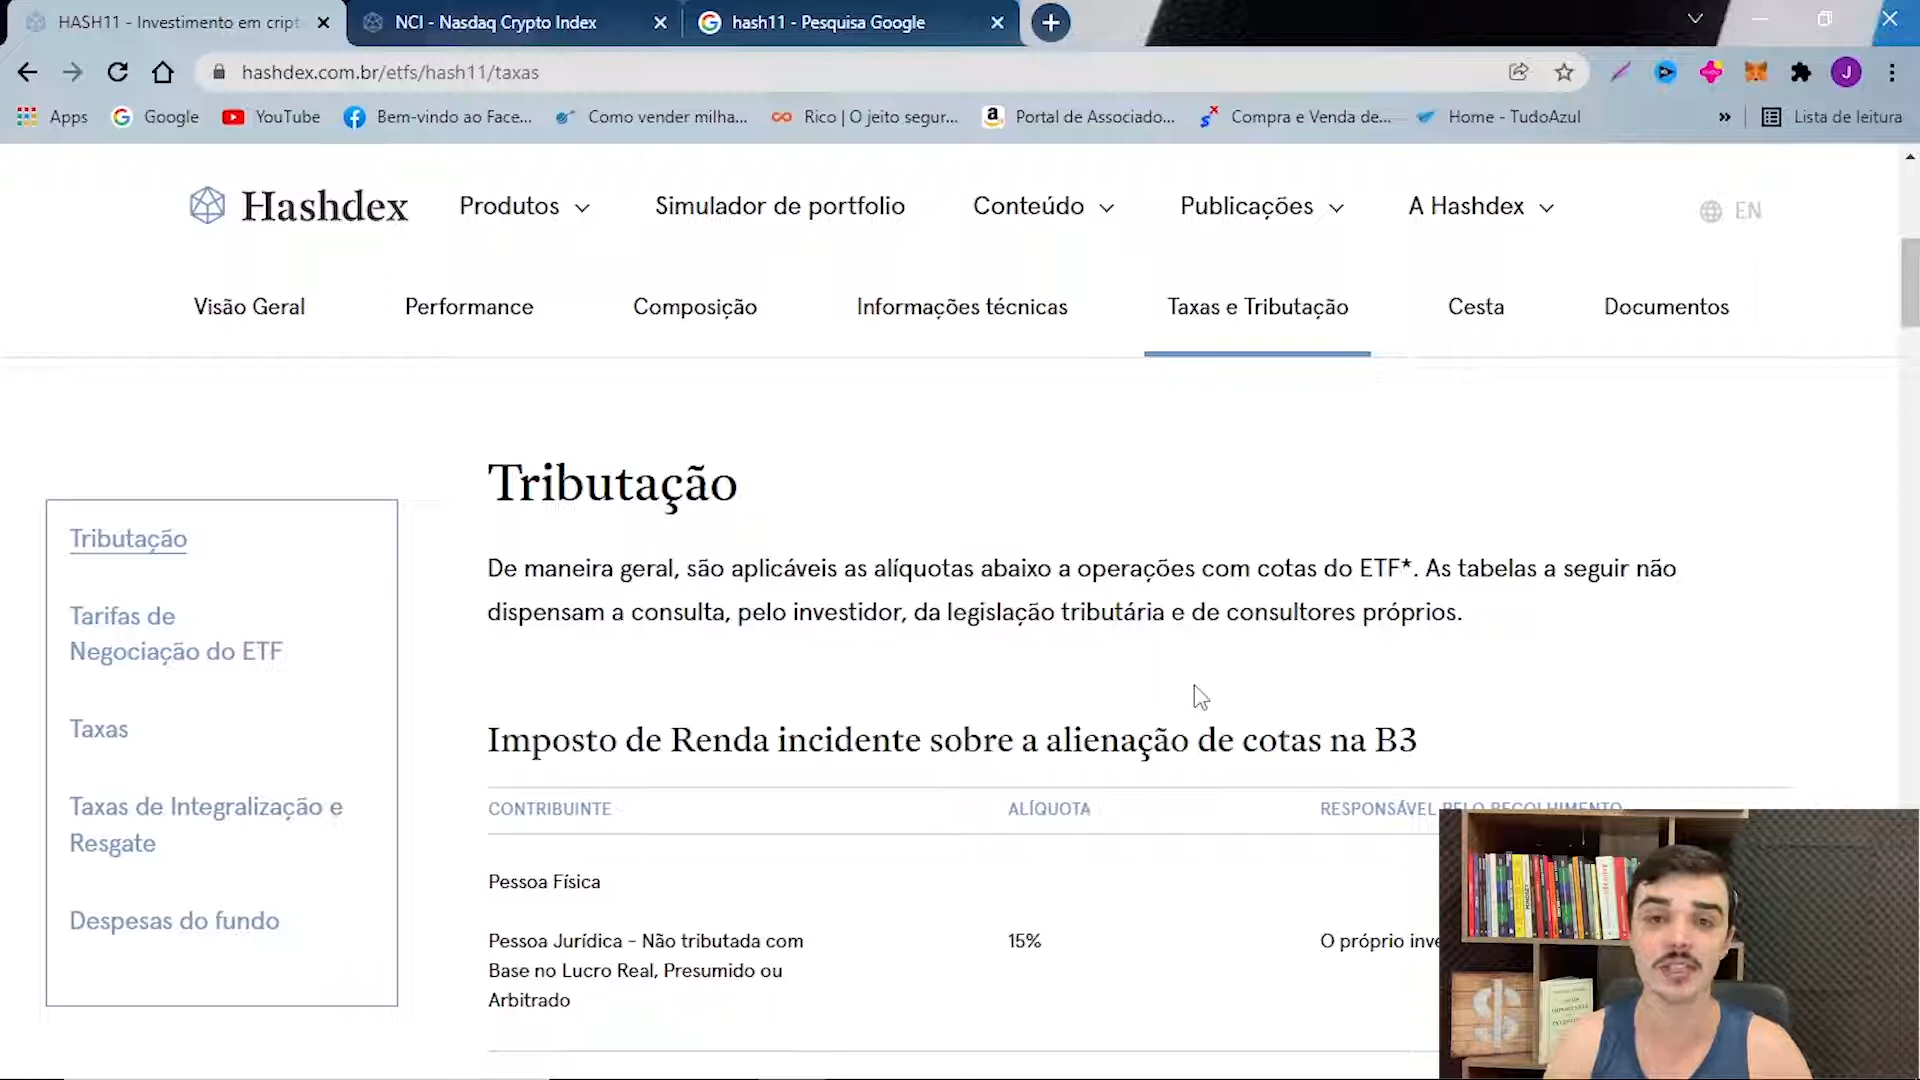 HASH11 - Investimento em cript
NCI - Nasdaq Crypto Index
hash11 - Pesquisa Google
hashdex.com.br/etfs/hash11/taxas
J
Apps
Google
YouTube
Bem-vindo ao Face...
Como vender milha...
Rico | O jeito segur...
Portal de Associado...
Compra e Venda de...
Home - TudoAzul
»
Lista de leitura
Hashdex
Produtos
Simulador de portfolio
Conteúdo
Publicações
A Hashdex
EN
Visão Geral
Performance
Composição
Informações técnicas
Taxas e Tributação
Cesta
Documentos
Tributação
Tarifas de
Negociação do ETF
Taxas
Taxas de Integralização e
Resgate
Despesas do fundo
Tributação
De maneira geral, são aplicáveis as alíquotas abaixo a operações com cotas do ETF*. As tabelas a seguir não
dispensam a consulta, pelo investidor, da legislação tributária e de consultores próprios.
Imposto de Renda incidente sobre a alienação de cotas na B3
CONTRIBUINTE
ALÍQUOTA
RESPONSÁVEL PELO RECOLHIMENTO
Pessoa Física
Pessoa Jurídica - Não tributada com
Base no Lucro Real, Presumido ou
Arbitrado
15%
O próprio inve
$